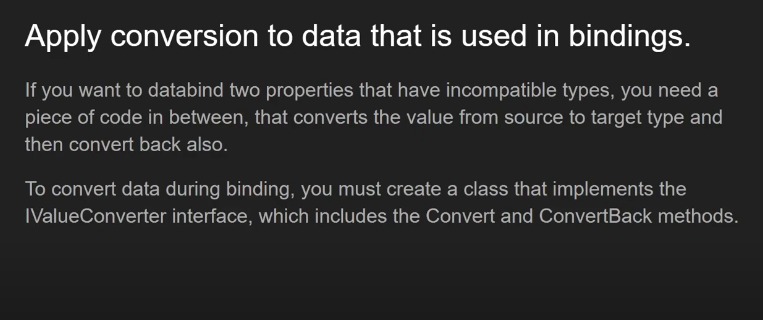 Apply conversion to data that is used in bindings.
If you want to databind two properties that have incompatible types, you need a
piece of code in between, that converts the value from source to target type and
then convert back also.
To convert data during binding, you must create a class that implements the
IValueConverter interface, which includes the Convert and ConvertBack methods.